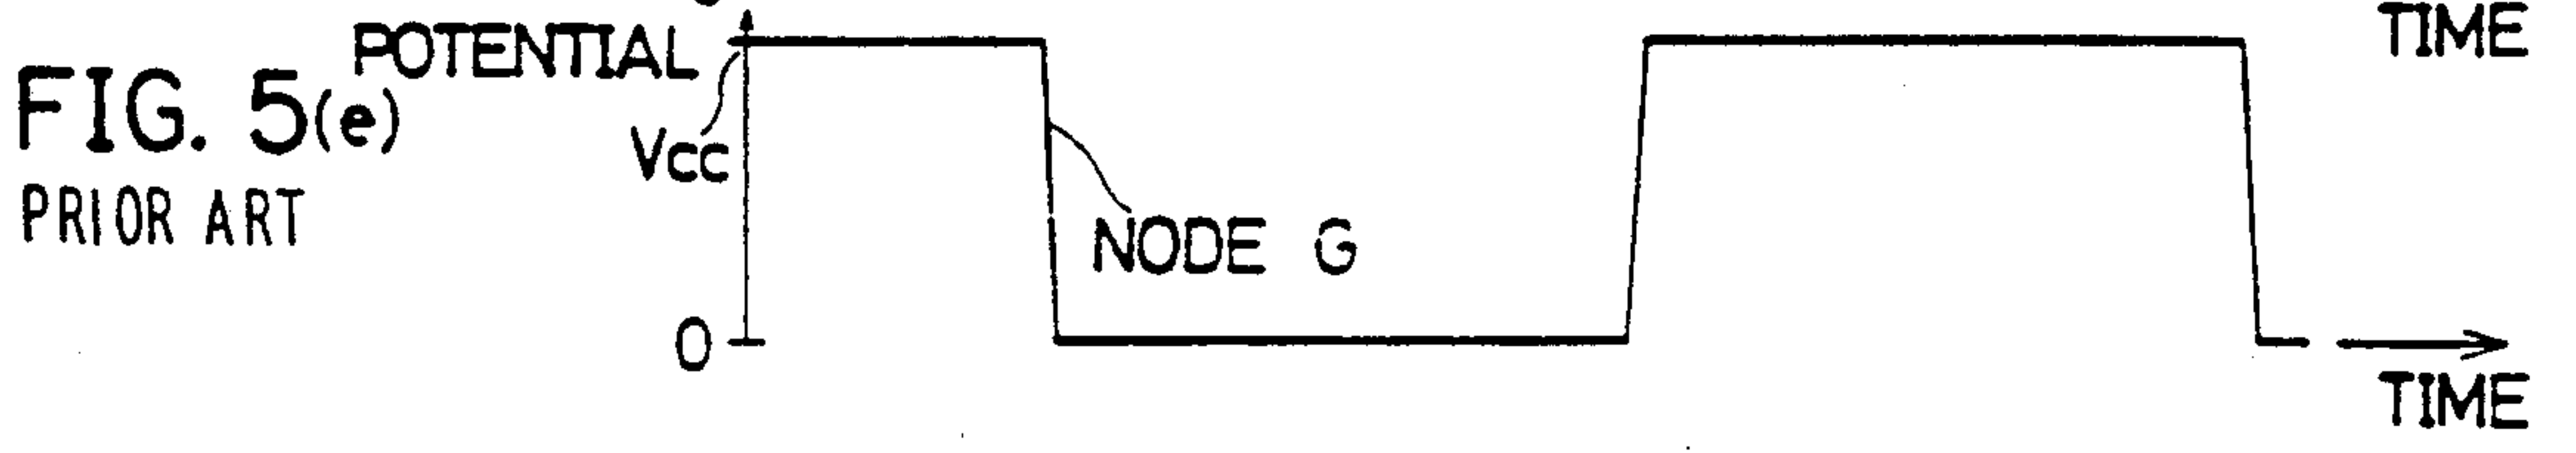 TIME
POTENTIAL
FIG. 5(e)
Vcc
PRIOR ART
NODE G
0
TIME